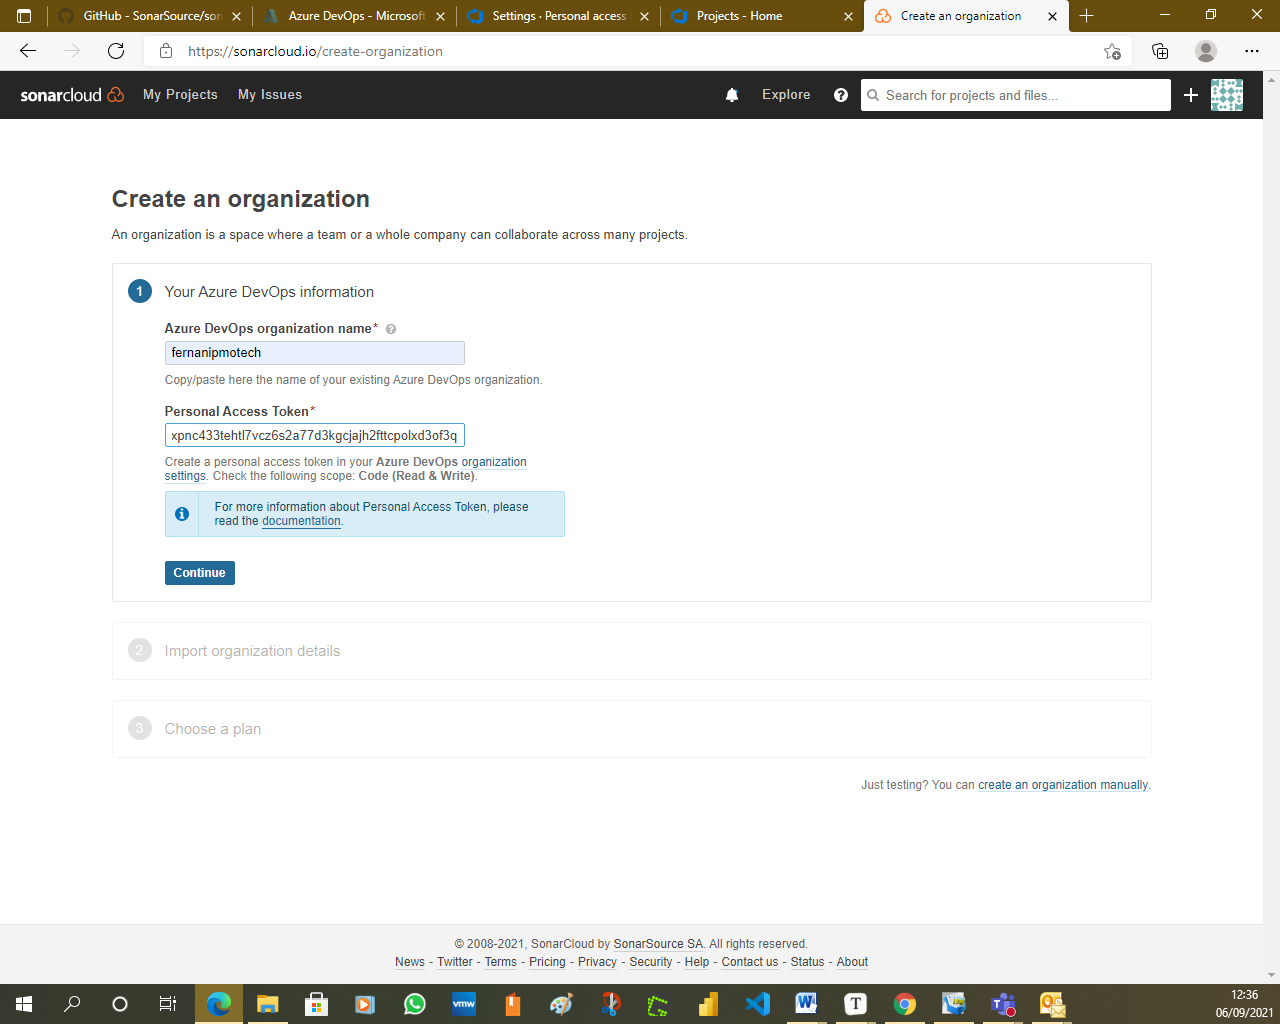 GitHub - SonarSource/son
Azure DevOps - Microsoft
Settings · Personal access
Projects - Home
Create an organization
https://sonarcloud.io/create-organization
sonarcloud
My Projects
My Issues
Explore
Search for projects and files...
Create an organization
An organization is a space where a team or a whole company can collaborate across many projects.
1
Your Azure DevOps information
Azure DevOps organization name*
fernanipmotech
Copy/paste here the name of your existing Azure DevOps organization.
Personal Access Token*
xpnc433tehtl7vcz6s2a77d3kgcjajh2fttcpolxd3of3q
Create a personal access token in your Azure DevOps organization
settings. Check the following scope: Code (Read & Write).
For more information about Personal Access Token, please
read the documentation.
Continue
2
Import organization details
3
Choose a plan
Just testing? You can create an organization manually.
© 2008-2021, SonarCloud by SonarSource SA. All rights reserved.
News - Twitter - Terms - Pricing - Privacy - Security - Help - Contact us - Status - About
vmw
12:36
06/09/2021